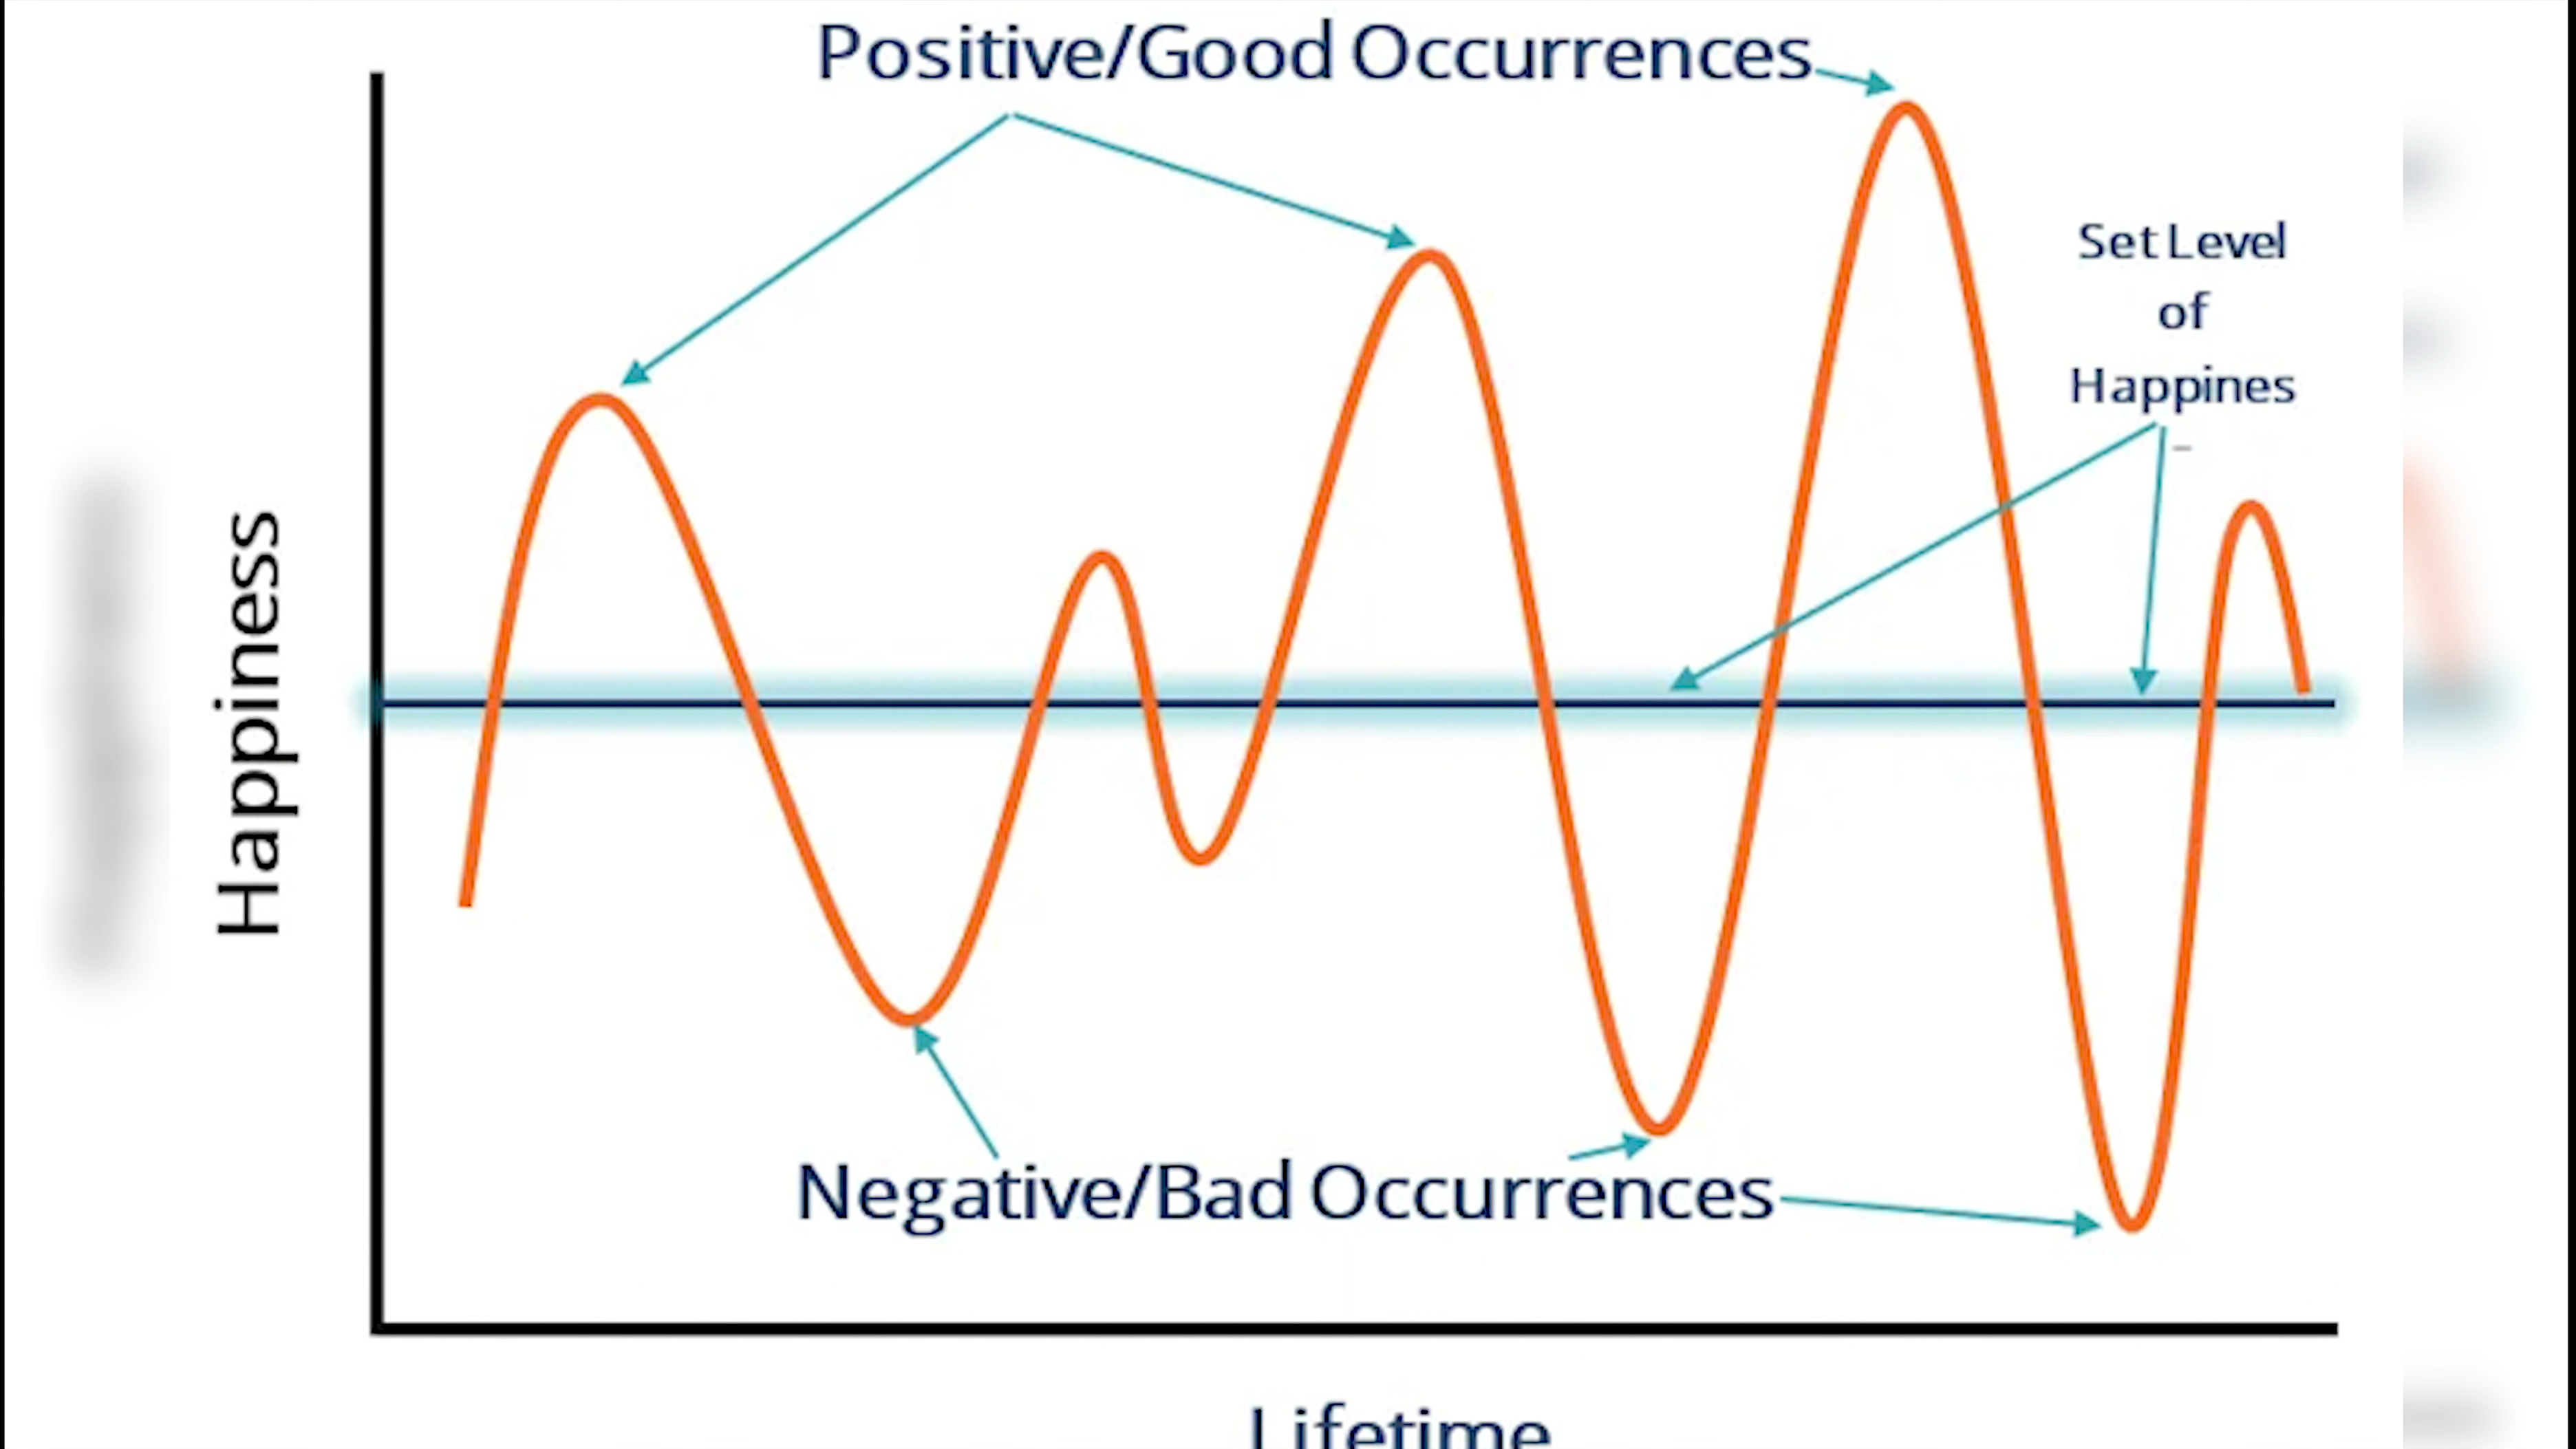 Positive/Good Occurrences
Set Level
of
Happines
Happiness
Negative/Bad Occurrences
Lifetime